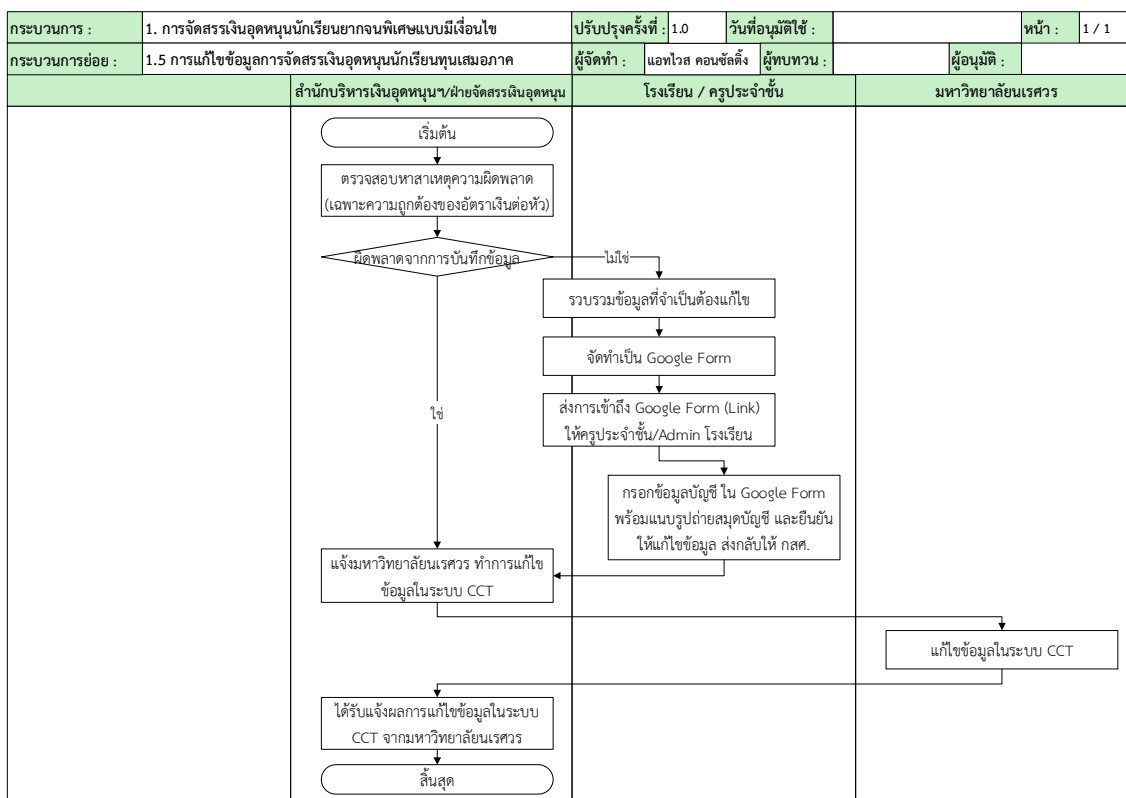 กระบวนการ : 1. การจัดสรรเงินอุดหนุนนักเรียนยากจนพิเศษแบบมีเงื่อนไข ปรับปรุงครั้งที่ : 1.0 วันที่อนุมัติใช้ : หน้า : 1 / 1
กระบวนการย่อย : 1.5 การแก้ไขข้อมูลการจัดสรรเงินอุดหนุนนักเรียนทุนเสมอภาค ผู้จัดทำ : แอทไวส คอนซัลติ้ง ผู้ทบทวน : ผู้อนุมัติ :
สำนักบริหารเงินอุดหนุนฯ/ฝ่ายจัดสรรเงินอุดหนุน โรงเรียน / ครูประจำชั้น มหาวิทยาลัยนเรศวร
เริ่มต้น
ตรวจสอบหาสาเหตุความผิดพลาด
(เฉพาะความถูกต้องของอัตราเงินต่อหัว)
ผิดพลาดจากการบันทึกข้อมูล
ไม่ใช่
รวบรวมข้อมูลที่จำเป็นต้องแก้ไข
จัดทำเป็น Google Form
ใช่
ส่งการเข้าถึง Google Form (Link)
ให้ครูประจำชั้น/Admin โรงเรียน
กรอกข้อมูลบัญชี ใน Google Form
พร้อมแนบรูปถ่ายสมุดบัญชี และยืนยัน
ให้แก้ไขข้อมูล ส่งกลับให้ กสศ.
แจ้งมหาวิทยาลัยนเรศวร ทำการแก้ไข
ข้อมูลในระบบ CCT
แก้ไขข้อมูลในระบบ CCT
ได้รับแจ้งผลการแก้ไขข้อมูลในระบบ
CCT จากมหาวิทยาลัยนเรศวร
สิ้นสุด